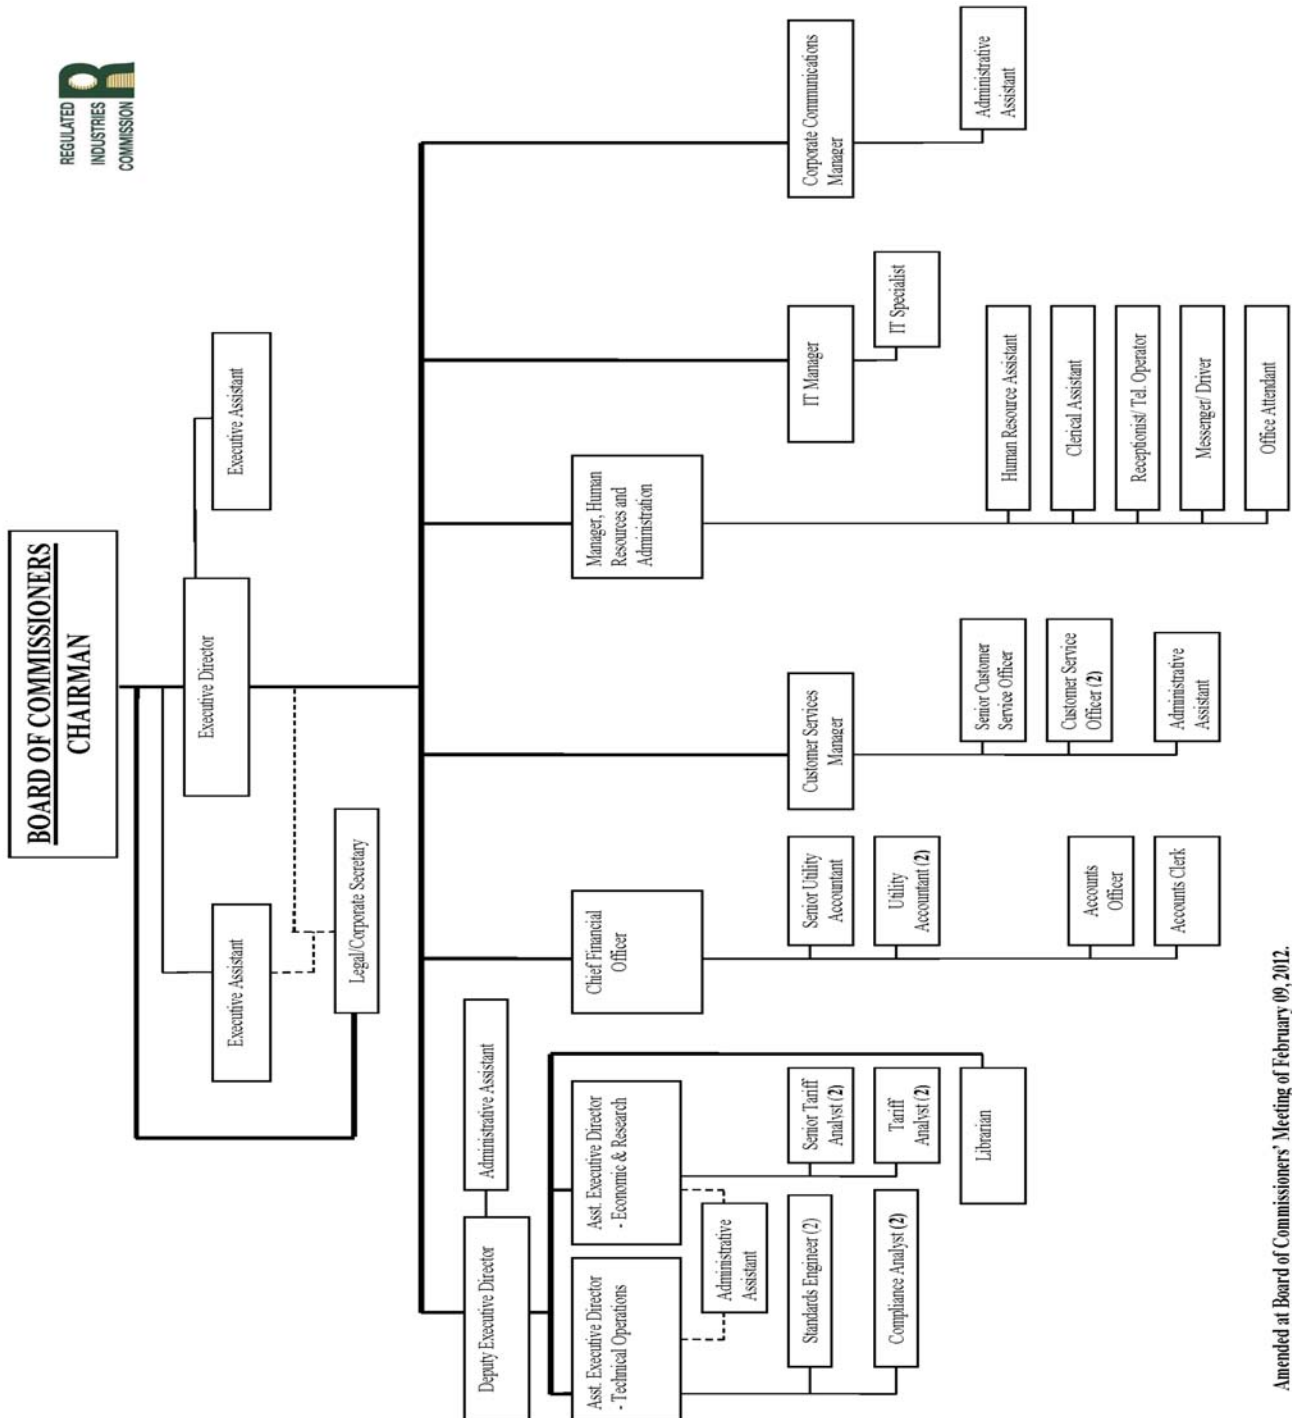 REGULATED
INDUSTRIES
COMMISSION
BOARD OF COMMISSIONERS
CHAIRMAN
Executive Director
Executive Assistant
Executive Assistant
Legal/Corporate Secretary
Deputy Executive Director
Administrative Assistant
Asst. Executive Director
- Technical Operations
Asst. Executive Director
- Economic & Research
Administrative
Assistant
Standards Engineer (2)
Compliance Analyst (2)
Senior Tariff
Analyst (2)
Tariff
Analyst (2)
Librarian
Chief Financial
Officer
Senior Utility
Accountant
Utility
Accountant (2)
Accounts
Officer
Accounts Clerk
Customer Services
Manager
Senior Customer
Service Officer
Customer Service
Officer (2)
Administrative
Assistant
Manager, Human
Resources and
Administration
Human Resource Assistant
Clerical Assistant
Receptionist/ Tel. Operator
Messenger/ Driver
Office Attendant
IT Manager
IT Specialist
Corporate Communications
Manager
Administrative
Assistant
Amended at Board of Commissioners' Meeting of February 09, 2012.